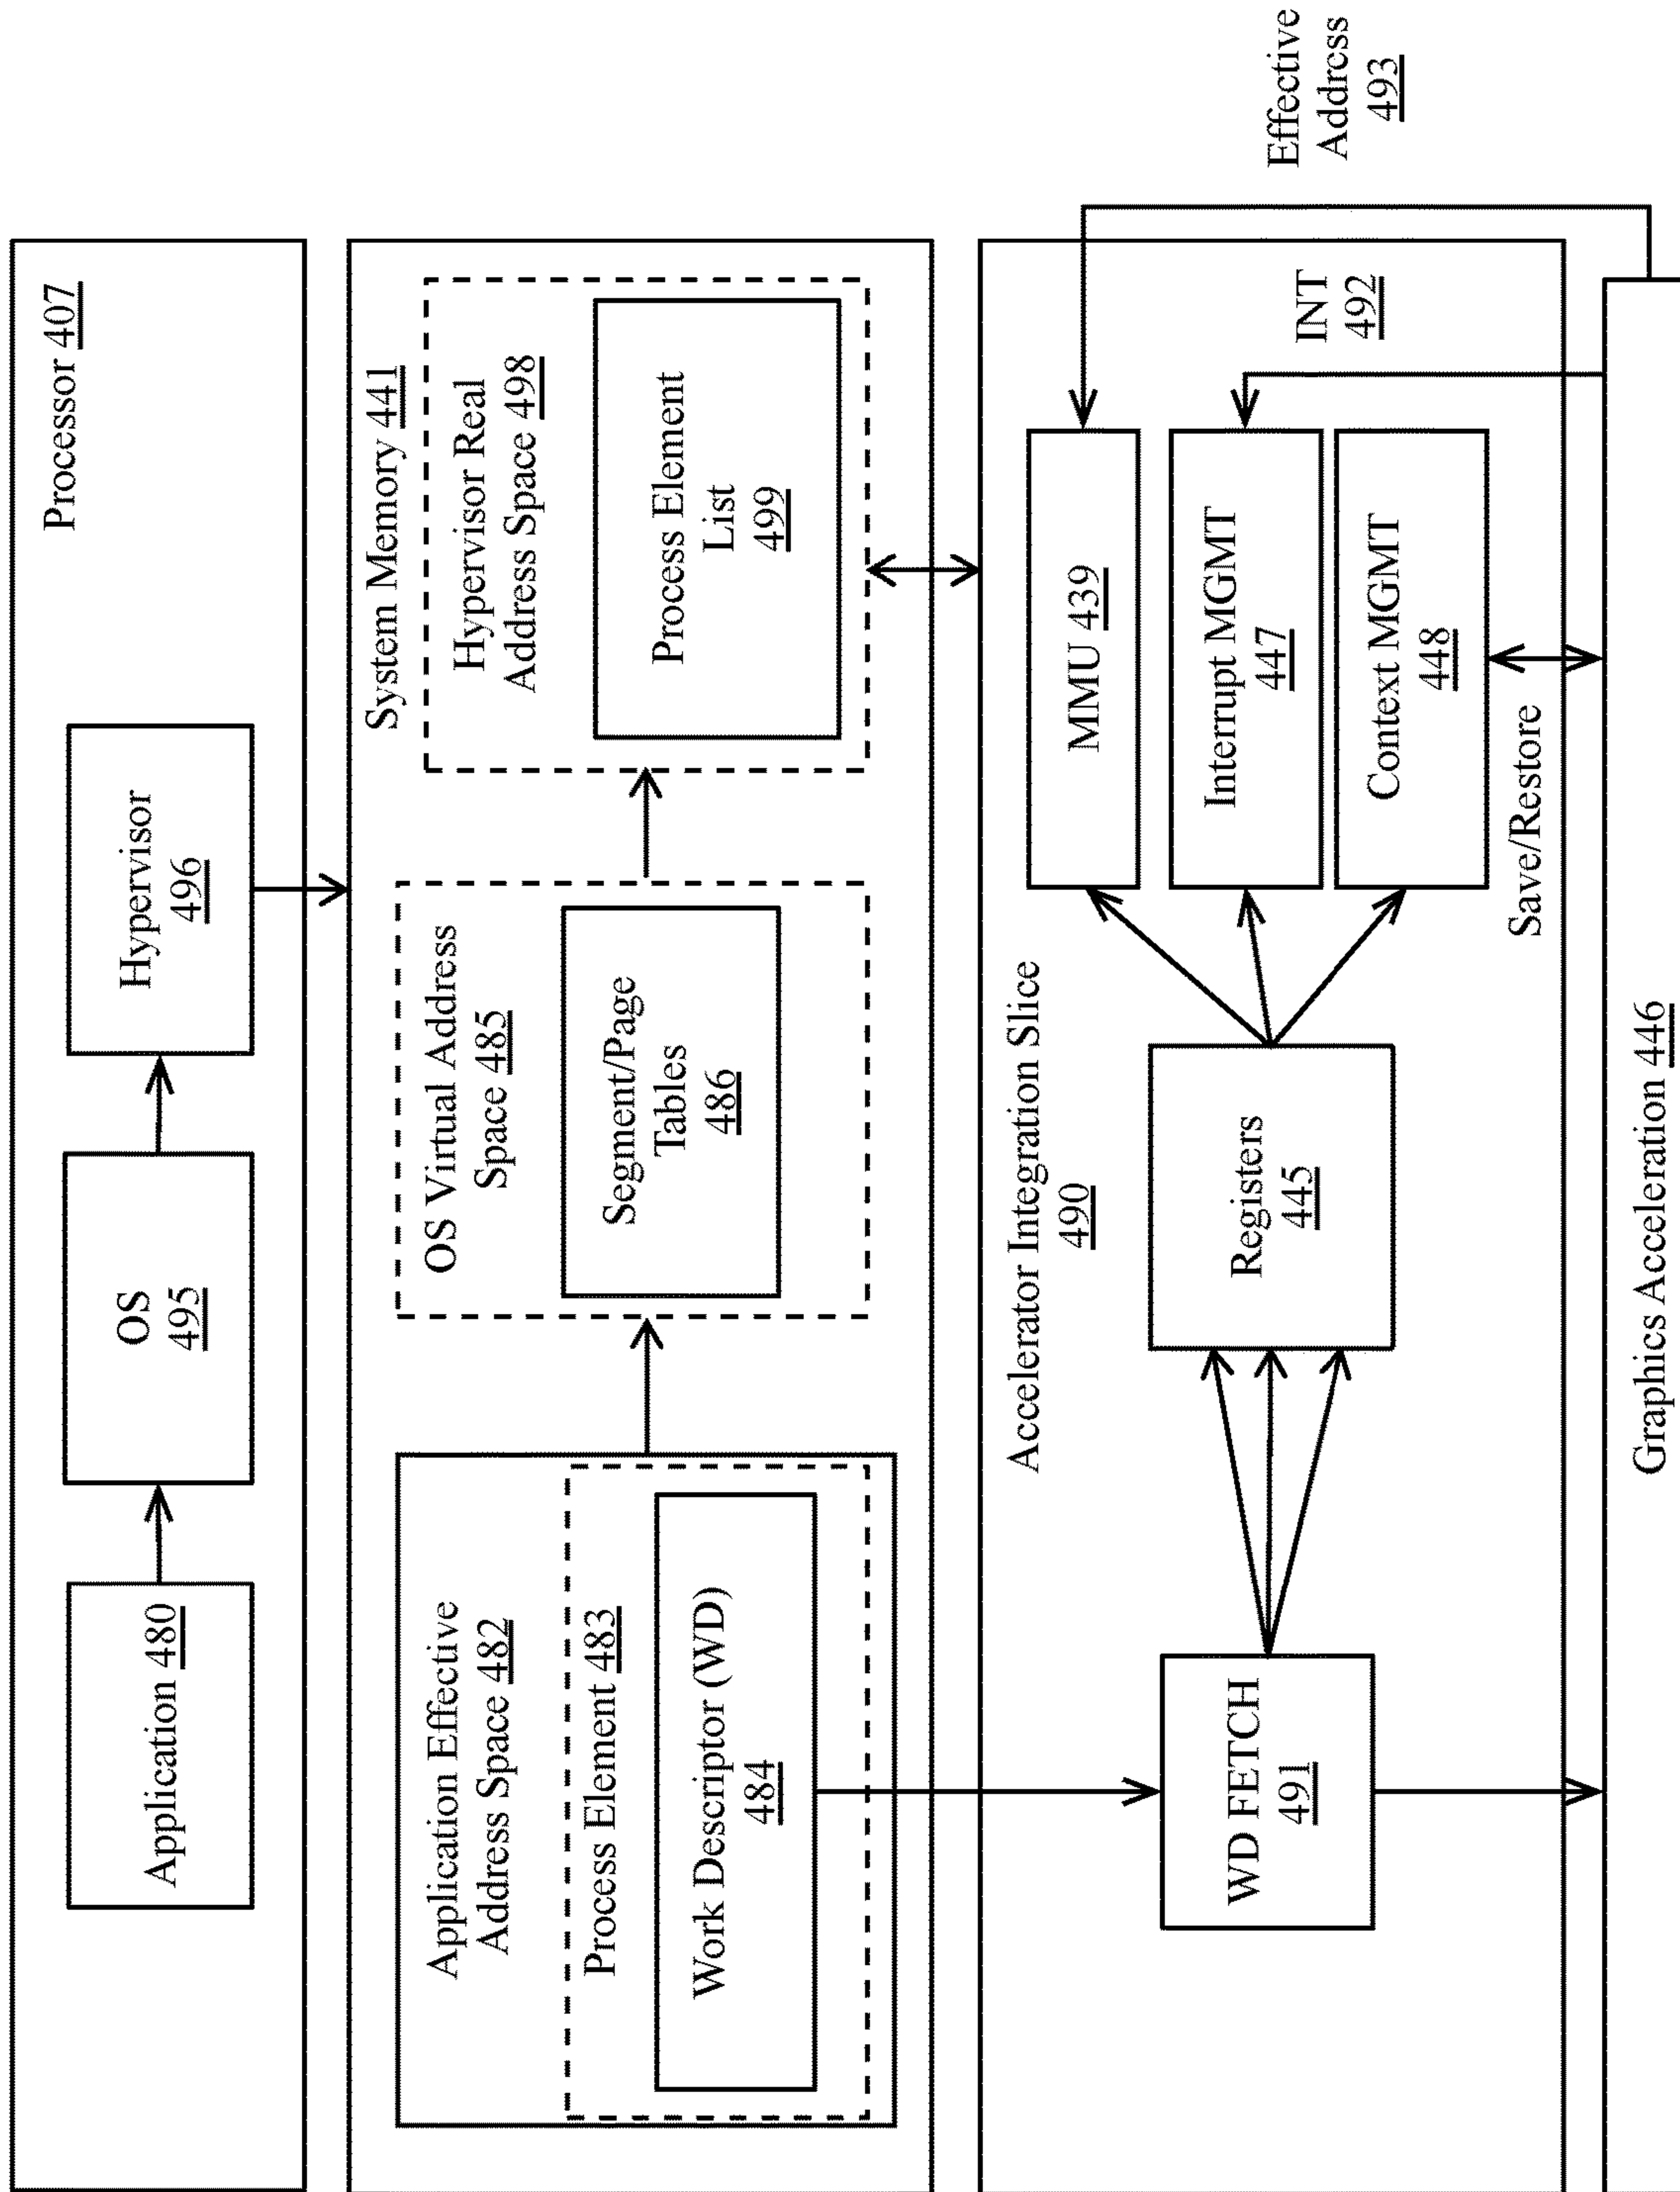 Processor 407
Application 480
OS
495
Hypervisor
496
System Memory 441
Application Effective
Address Space 482
Process Element 483
Work Descriptor (WD)
484
OS Virtual Address
Space 485
Segment/Page
Tables
486
Hypervisor Real
Address Space 498
Process Element
List
499
Accelerator Integration Slice
490
WD FETCH
491
Registers
445
MMU 439
Interrupt MGMT
447
Context MGMT
448
Save/Restore
INT
492
Effective
Address
493
Graphics Acceleration 446